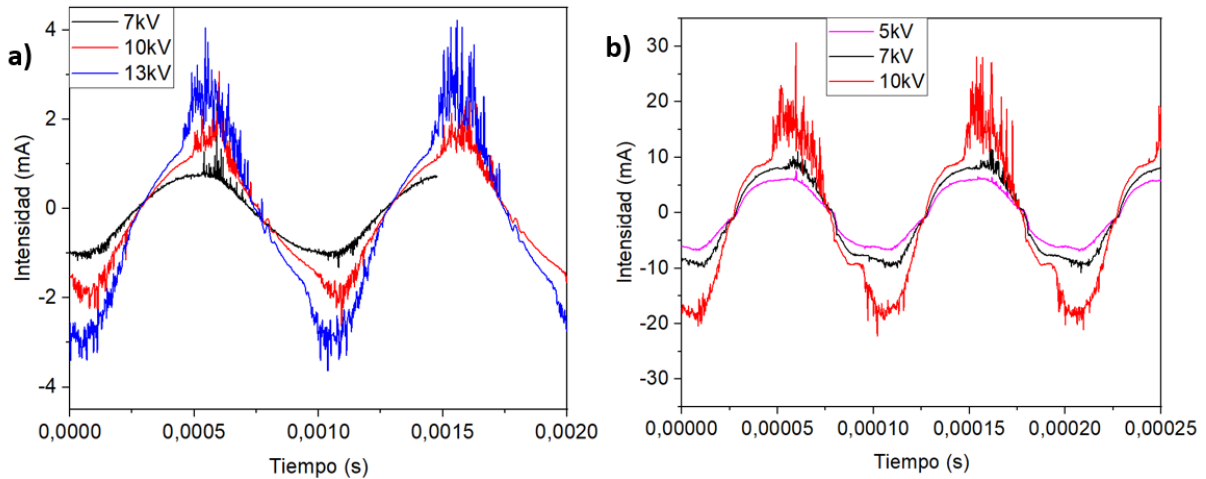 a)
7kV
10kV
13kV
Intensidad (mA)
4
2
0
-2
-4
0,0000 0,0005 0,0010 0,0015 0,0020
Tiempo (s)
b)
5kV
7kV
10kV
Intensidad (mA)
30
20
10
0
-10
-20
-30
0,00000 0,00005 0,00010 0,00015 0,00020 0,00025
Tiempo (s)